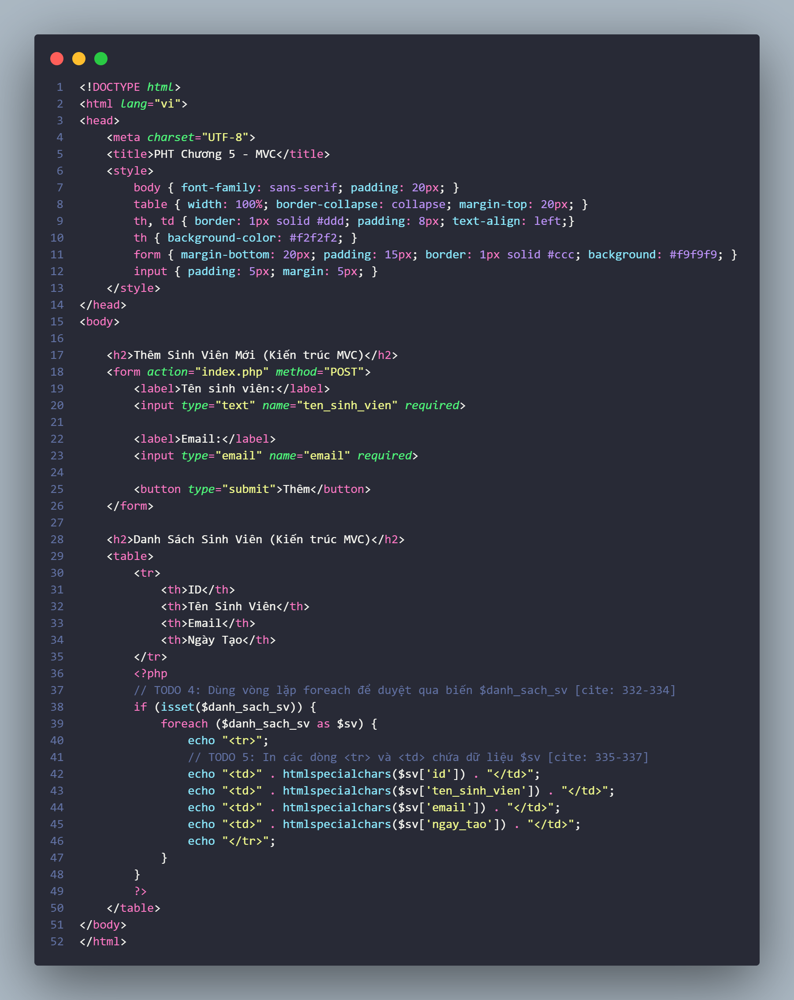 1 <!DOCTYPE html>
2 <html lang="vi">
3 <head>
4     <meta charset="UTF-8">
5     <title>PHT Chương 5 - MVC</title>
6     <style>
7         body { font-family: sans-serif; padding: 20px; }
8         table { width: 100%; border-collapse: collapse; margin-top: 20px; }
9         th, td { border: 1px solid #ddd; padding: 8px; text-align: left;}
10         th { background-color: #f2f2f2; }
11         form { margin-bottom: 20px; padding: 15px; border: 1px solid #ccc; background: #f9f9f9; }
12         input { padding: 5px; margin: 5px; }
13     </style>
14 </head>
15 <body>
16
17     <h2>Thêm Sinh Viên Mới (Kiến trúc MVC)</h2>
18     <form action="index.php" method="POST">
19         <label>Tên sinh viên:</label>
20         <input type="text" name="ten_sinh_vien" required>
21
22         <label>Email:</label>
23         <input type="email" name="email" required>
24
25         <button type="submit">Thêm</button>
26     </form>
27
28     <h2>Danh Sách Sinh Viên (Kiến trúc MVC)</h2>
29     <table>
30         <tr>
31             <th>ID</th>
32             <th>Tên Sinh Viên</th>
33             <th>Email</th>
34             <th>Ngày Tạo</th>
35         </tr>
36         <?php
37         // TODO 4: Dùng vòng lặp foreach để duyệt qua biến $danh_sach_sv [cite: 332-334]
38         if (isset($danh_sach_sv)) {
39             foreach ($danh_sach_sv as $sv) {
40                 echo "<tr>";
41                 // TODO 5: In các dòng <tr> và <td> chứa dữ liệu $sv [cite: 335-337]
42                 echo "<td>" . htmlspecialchars($sv['id']) . "</td>";
43                 echo "<td>" . htmlspecialchars($sv['ten_sinh_vien']) . "</td>";
44                 echo "<td>" . htmlspecialchars($sv['email']) . "</td>";
45                 echo "<td>" . htmlspecialchars($sv['ngay_tao']) . "</td>";
46                 echo "</tr>";
47             }
48         }
49         ?>
50     </table>
51 </body>
52 </html>